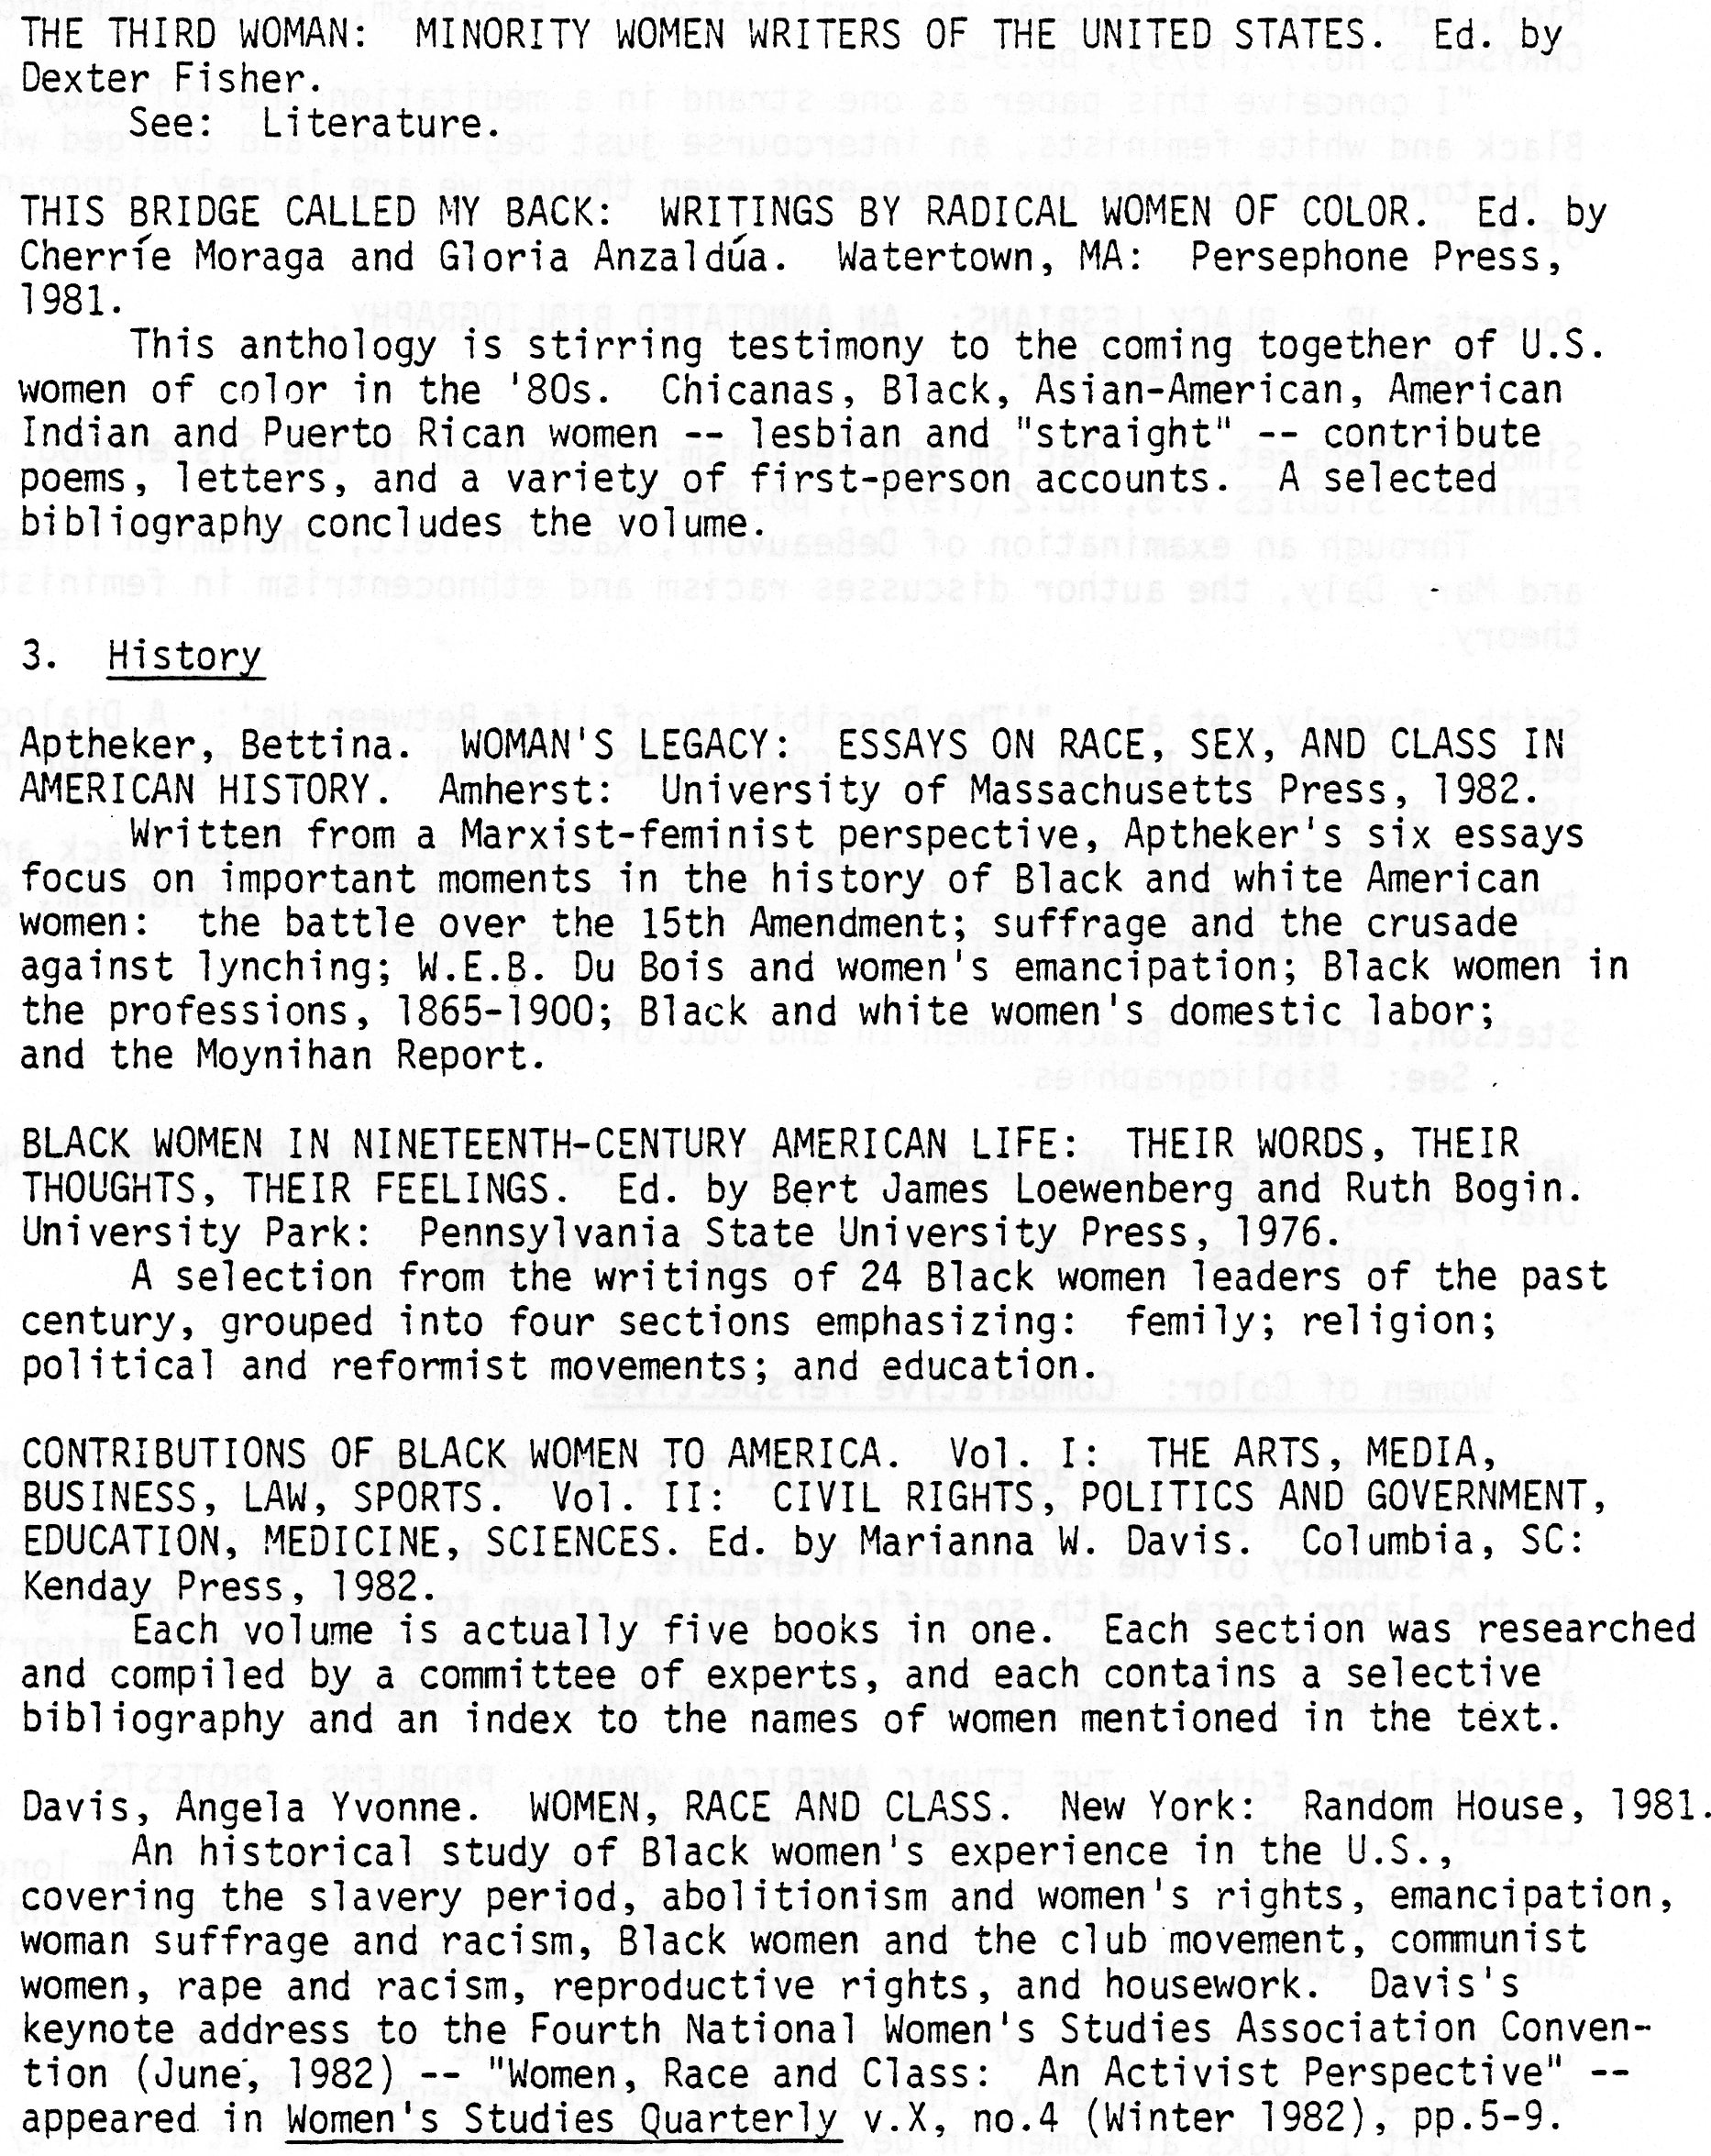 THE THIRD WOMAN:  MINORITY WOMEN WRITERS OF THE UNITED STATES.  Ed. by
Dexter Fisher.
See:  Literature.
THIS BRIDGE CALLED MY BACK:  WRITINGS BY RADICAL WOMEN OF COLOR.  Ed. by
Cherríe Moraga and Gloria Anzaldúa.  Watertown, MA:  Persephone Press,
1981.
This anthology is stirring testimony to the coming together of U.S.
women of color in the '80s.  Chicanas, Black, Asian-American, American
Indian and Puerto Rican women -- lesbian and "straight" -- contribute
poems, letters, and a variety of first-person accounts.  A selected
bibliography concludes the volume.
3.  History
Aptheker, Bettina.  WOMAN'S LEGACY:  ESSAYS ON RACE, SEX, AND CLASS IN
AMERICAN HISTORY.  Amherst:  University of Massachusetts Press, 1982.
Written from a Marxist-feminist perspective, Aptheker's six essays
focus on important moments in the history of Black and white American
women:  the battle over the 15th Amendment; suffrage and the crusade
against lynching; W.E.B. Du Bois and women's emancipation; Black women in
the professions, 1865-1900; Black and white women's domestic labor;
and the Moynihan Report.
BLACK WOMEN IN NINETEENTH-CENTURY AMERICAN LIFE:  THEIR WORDS, THEIR
THOUGHTS, THEIR FEELINGS.  Ed. by Bert James Loewenberg and Ruth Bogin.
University Park:  Pennsylvania State University Press, 1976.
A selection from the writings of 24 Black women leaders of the past
century, grouped into four sections emphasizing:  femily; religion;
political and reformist movements; and education.
CONTRIBUTIONS OF BLACK WOMEN TO AMERICA.  Vol. I:  THE ARTS, MEDIA,
BUSINESS, LAW, SPORTS.  Vol. II:  CIVIL RIGHTS, POLITICS AND GOVERNMENT,
EDUCATION, MEDICINE, SCIENCES. Ed. by Marianna W. Davis.  Columbia, SC:
Kenday Press, 1982.
Each volume is actually five books in one.  Each section was researched
and compiled by a committee of experts, and each contains a selective
bibliography and an index to the names of women mentioned in the text.
Davis, Angela Yvonne.  WOMEN, RACE AND CLASS.  New York:  Random House, 1981.
An historical study of Black women's experience in the U.S.,
covering the slavery period, abolitionism and women's rights, emancipation,
woman suffrage and racism, Black women and the club movement, communist
women, rape and racism, reproductive rights, and housework.  Davis's
keynote address to the Fourth National Women's Studies Association Conven-
tion (June, 1982) -- "Women, Race and Class:  An Activist Perspective" --
appeared in Women's Studies Quarterly v.X, no.4 (Winter 1982), pp.5-9.